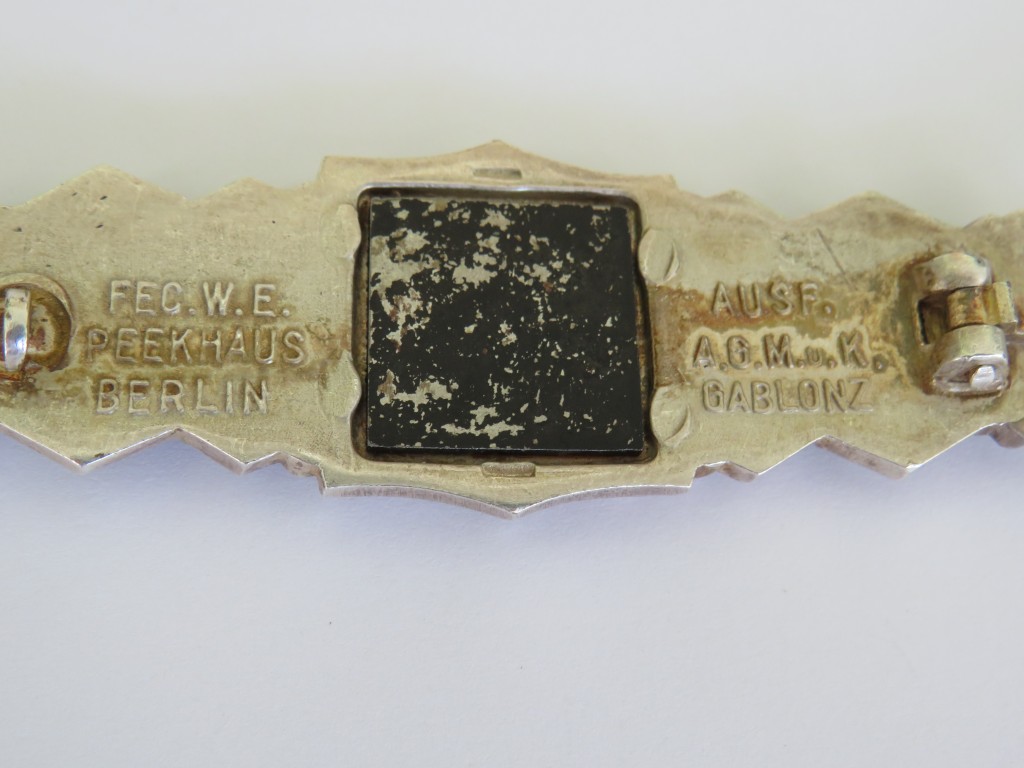 FEC.W.E.
PEEKHAUS
BERLIN
AUSF.
A.G.M.u.K.
GABLONZ